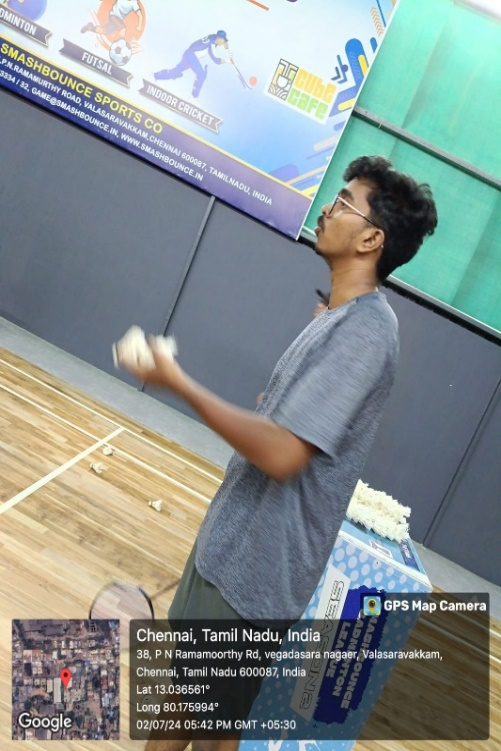 BADMINTON
FUTSAL
INDOOR CRICKET
CUBE
CAFE
SMASHBOUNCE SPORTS CO
P.N.RAMAMURTHY ROAD, VALASARAVAKKAM,CHENNAI 600087, TAMILNADU, INDIA
3334 / 32, GAME@SMASHBOUNCE.IN, WWW.SMASHBOUNCE.IN
GPS Map Camera
Chennai, Tamil Nadu, India
38, P N Ramamoorthy Rd, vegadasara nagaer, Valasaravakkam,
Chennai, Tamil Nadu 600087, India
Lat 13.036561°
Long 80.175994°
02/07/24 05:42 PM GMT +05:30
Google
BADMINTON
LEAGUE